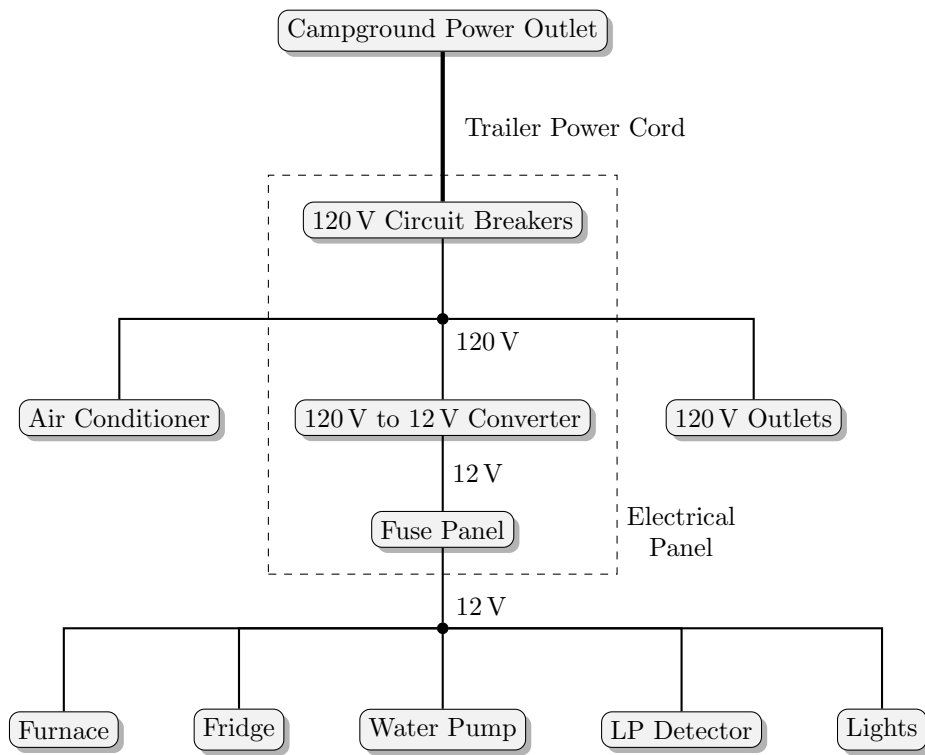 Campground Power Outlet
Trailer Power Cord
120 V Circuit Breakers
120 V
Air Conditioner
120 V to 12 V Converter
120 V Outlets
12 V
Fuse Panel
Electrical
Panel
12 V
Furnace
Fridge
Water Pump
LP Detector
Lights